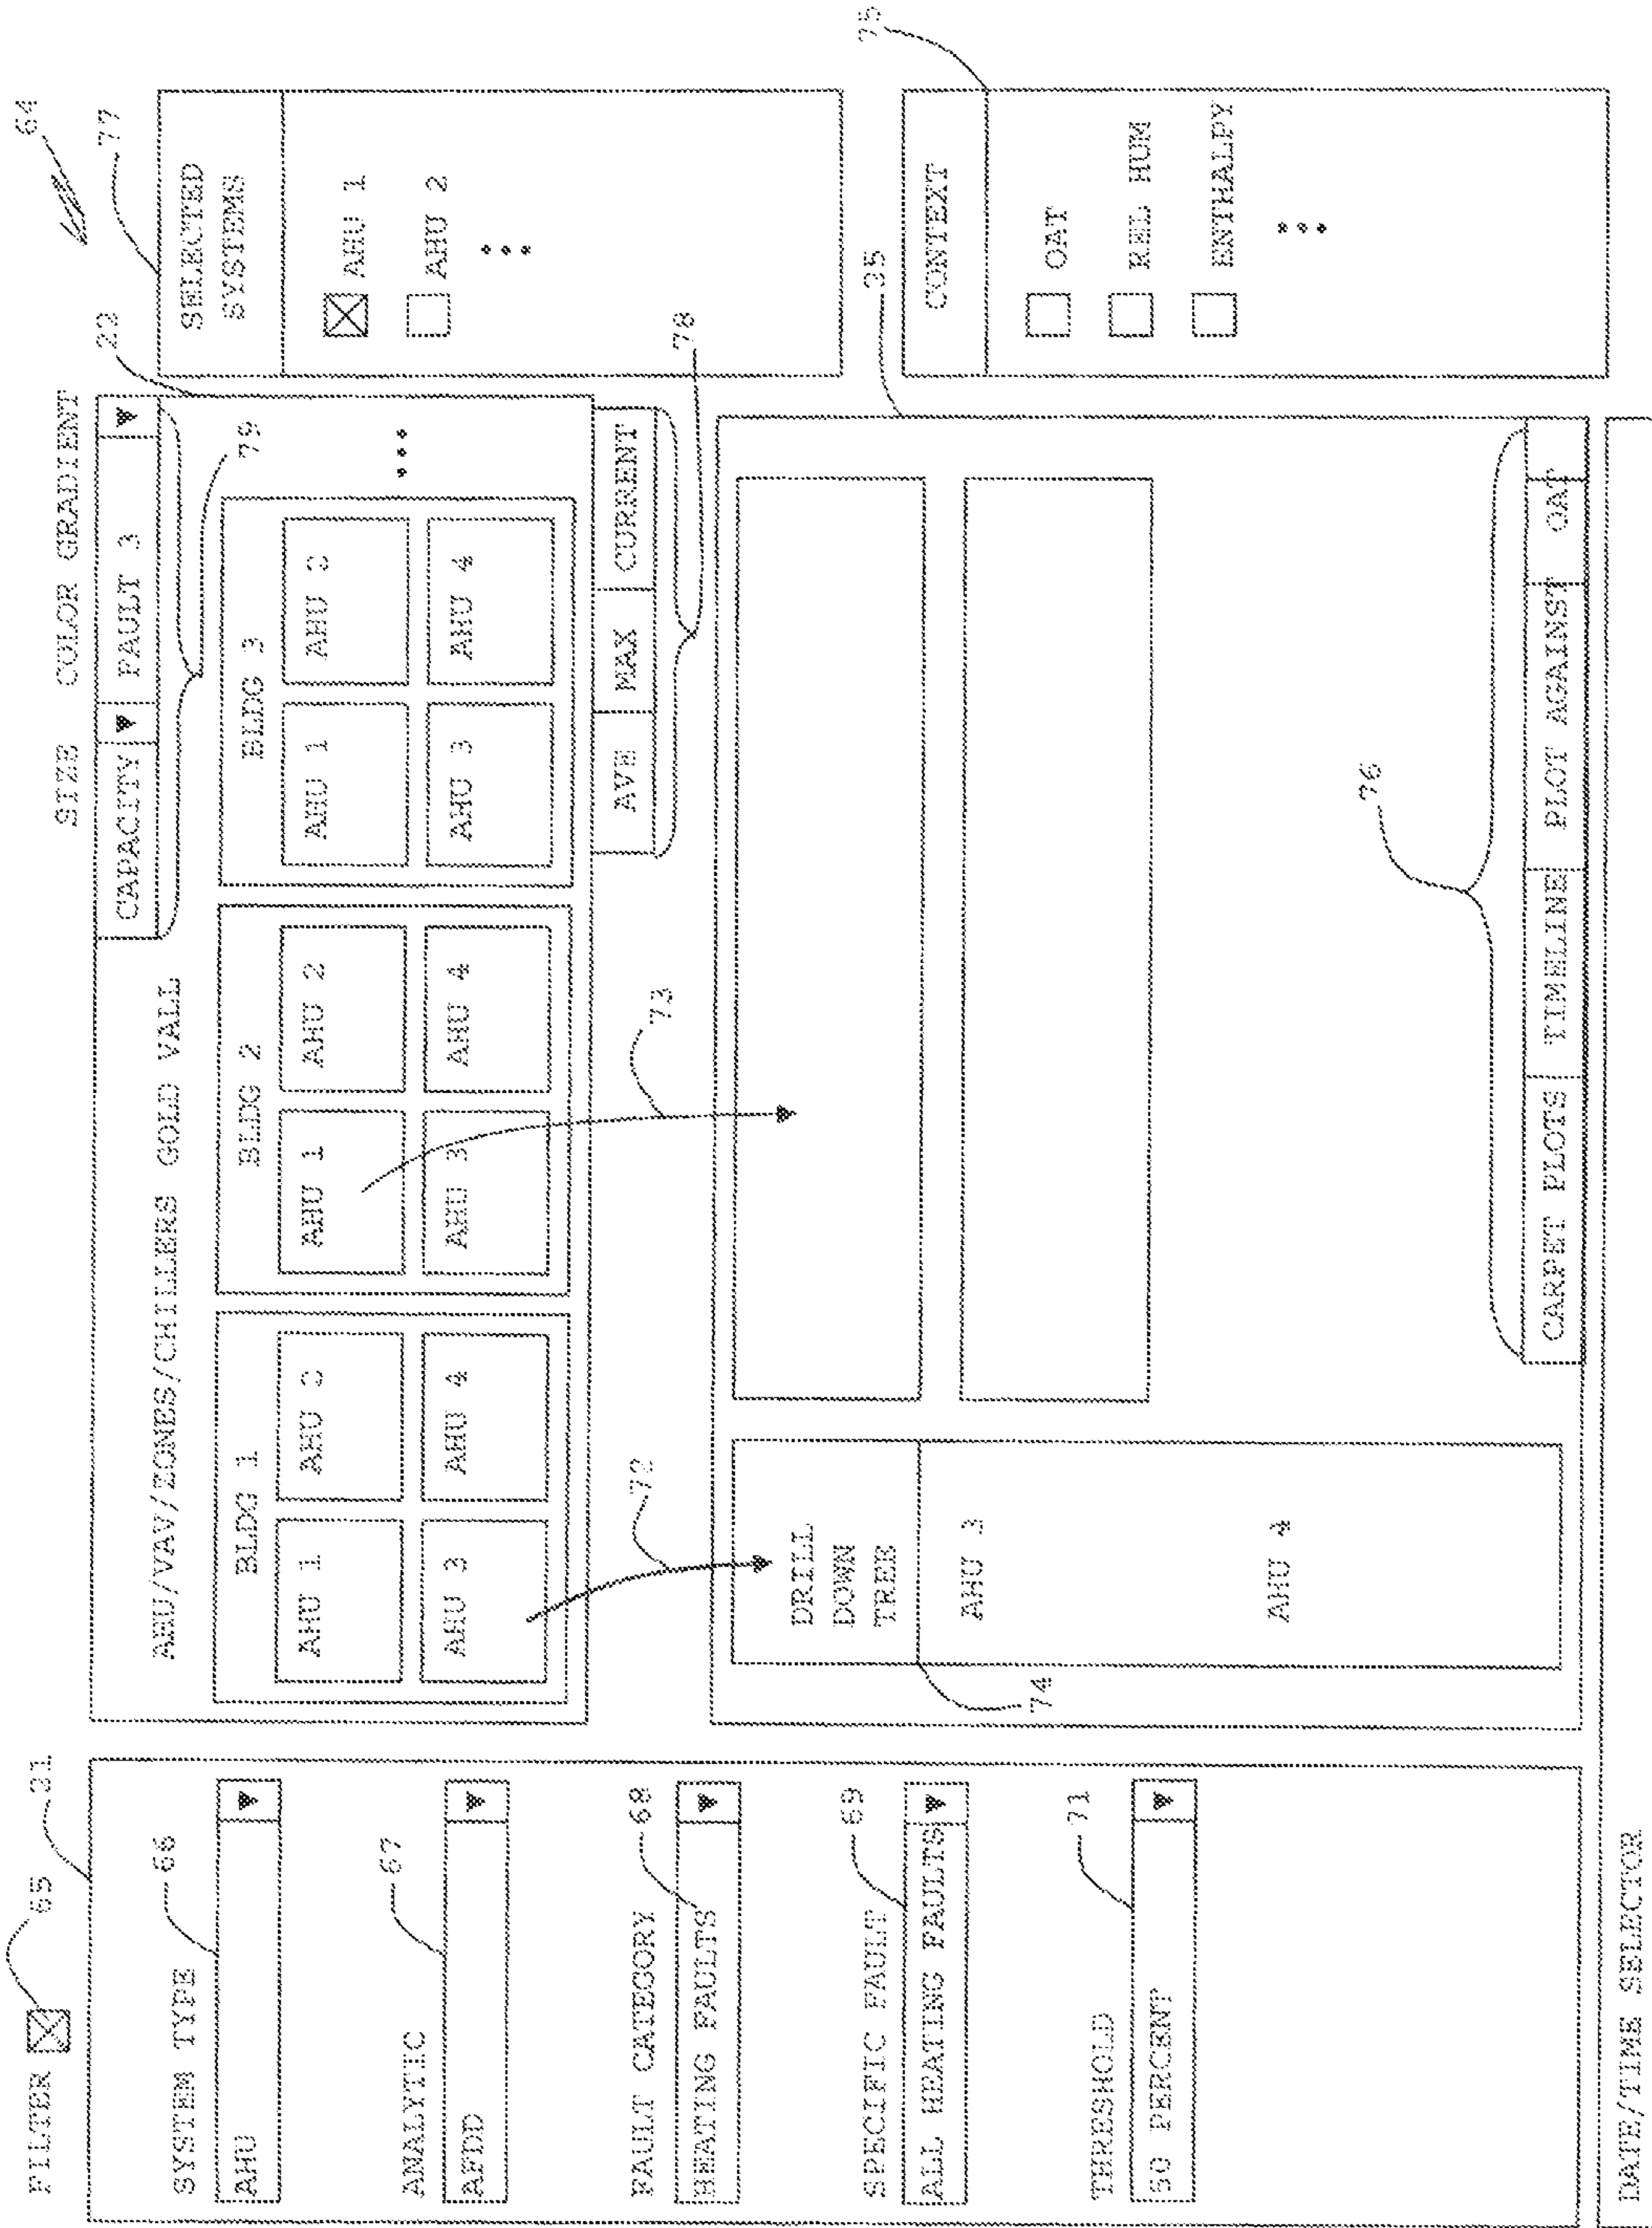 FILTER
65
21
SYSTEM TYPE
66
AHU
ANALYTIC
67
AFDD
FAULT CATEGORY
68
HEATING FAULTS
SPECIFIC FAULT
69
ALL HEATING FAULTS
THRESHOLD
71
50 PERCENT
SIZE COLOR GRADIENT
64
AHU/VAV/ZONES/CHILLERS GOLD VALL
CAPACITY FAULT 3
22
79
BLDG 1
AHU 1
AHU 3
AHU 4
BLDG 2
AHU 1 AHU 2
AHU 3 AHU 4
BLDG 3
AHU 1
AHU 3 AHU 4
AVE MAX CURRENT
78
72
73
35
DRILL
DOWN
TREE
AHU 3
AHU 4
74
76
CARPET PLOTS TIMELINE PLOT AGAINST OAT
77
SELECTED
SYSTEMS
AHU 1
AHU 2
75
CONTEXT
OAT
REL HUM
ENTHALPY
DATE/TIME SELECTOR